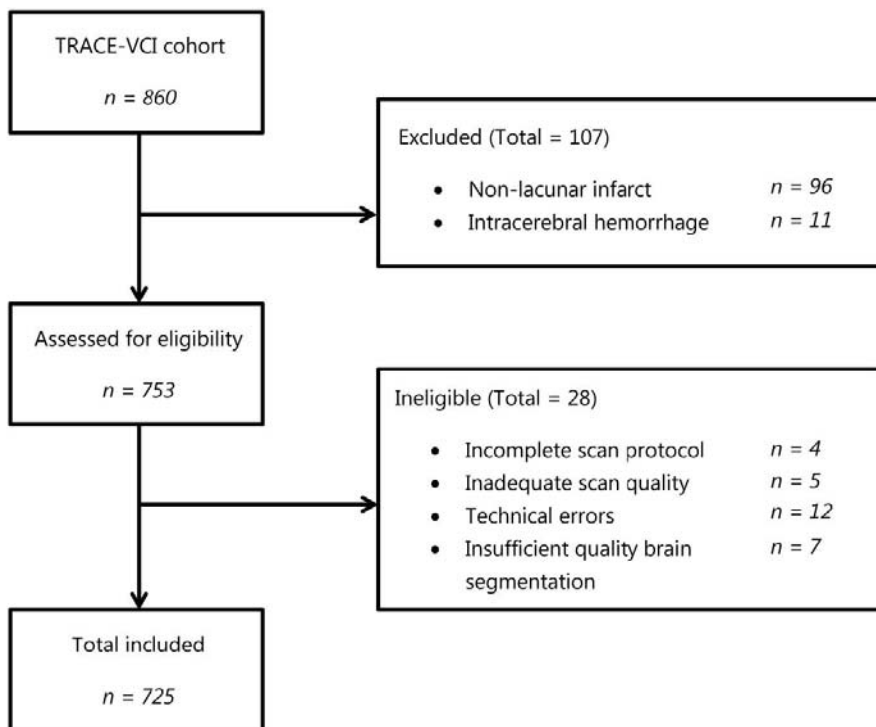 TRACE-VCI cohort
n = 860
Excluded (Total = 107)
• Non-lacunar infarct n = 96
• Intracerebral hemorrhage n = 11
Assessed for eligibility
n = 753
Ineligible (Total = 28)
• Incomplete scan protocol n = 4
• Inadequate scan quality n = 5
• Technical errors n = 12
• Insufficient quality brain n = 7
segmentation
Total included
n = 725